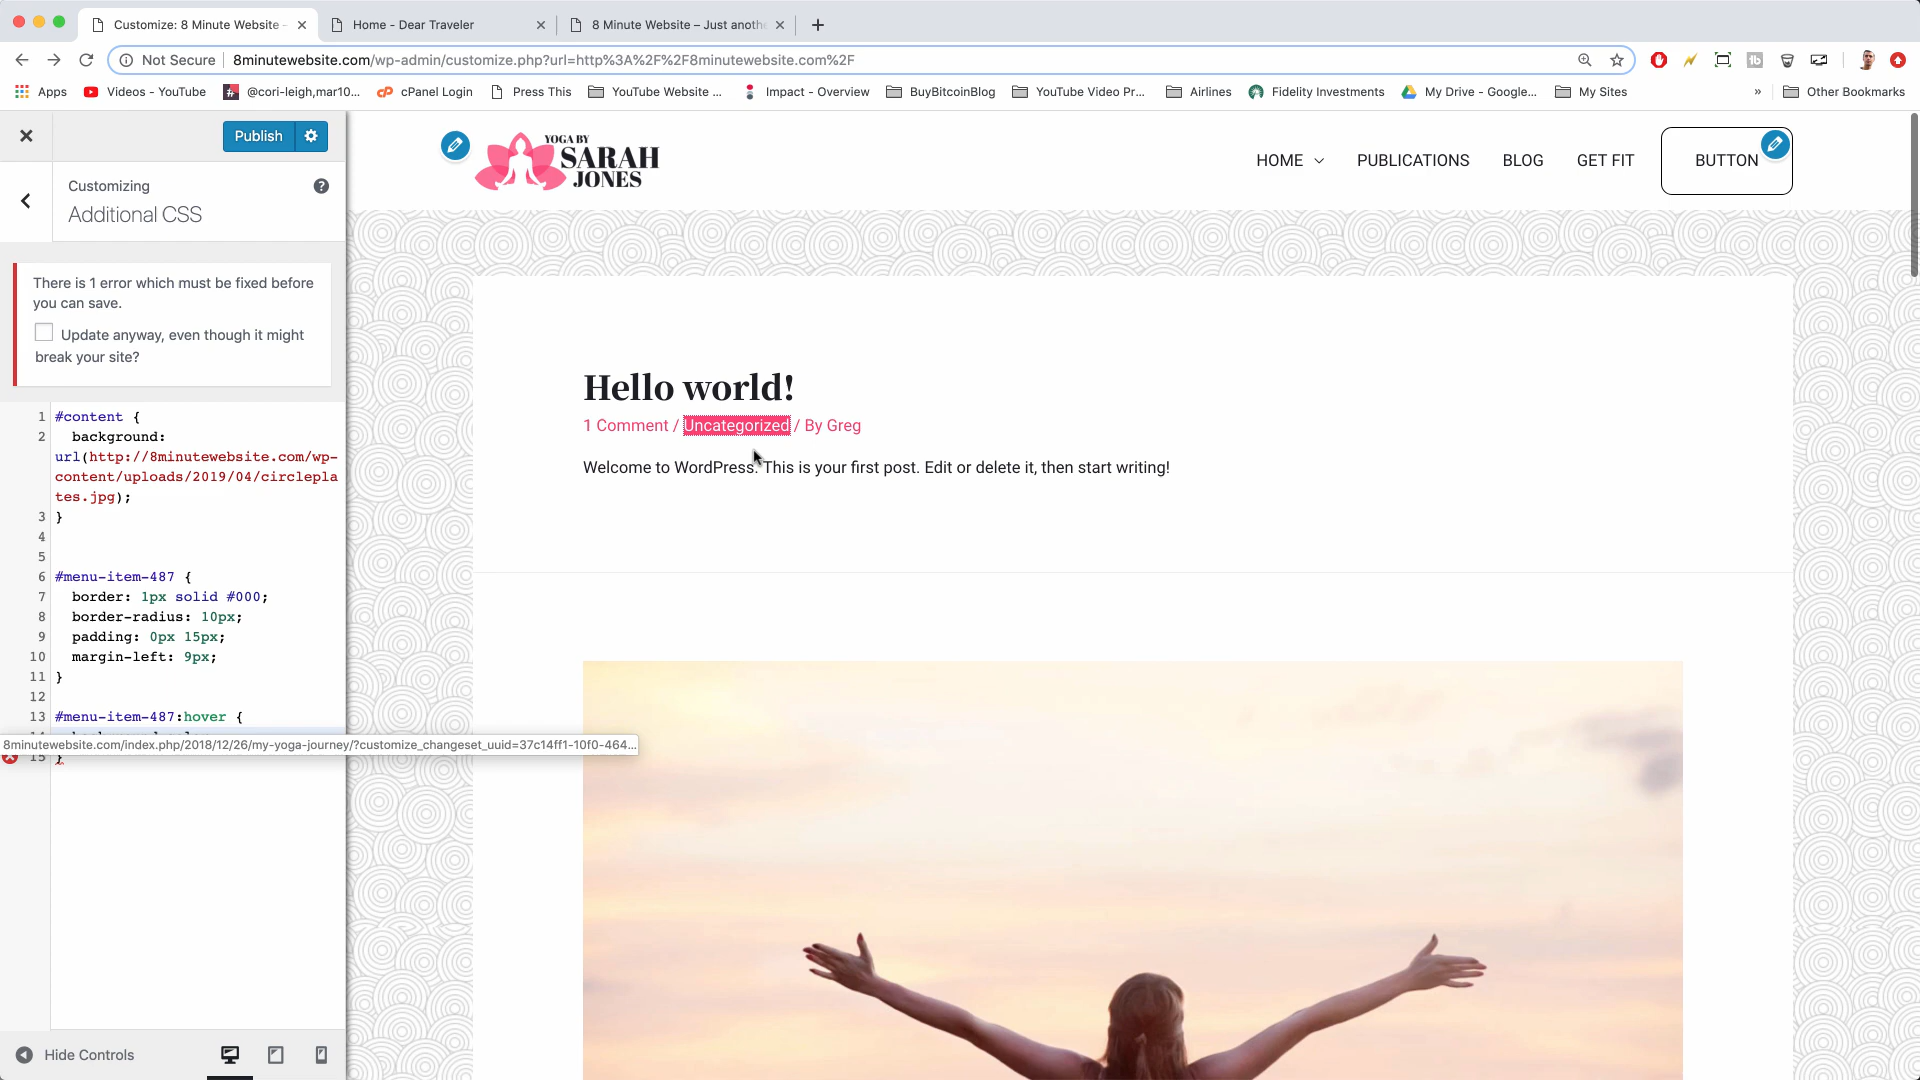 Customize: 8 Minute Website -
Home - Dear Traveler
8 Minute Website – Just anoth
Not Secure
8minutewebsite.com/wp-admin/customize.php?url=http%3A%2F%2F8minutewebsite.com%2F
Apps
Videos - YouTube
@cori-leigh,mar10...
cPanel Login
Press This
YouTube Website ...
Impact - Overview
BuyBitcoinBlog
YouTube Video Pr...
Airlines
Fidelity Investments
My Drive - Google...
My Sites
»
Other Bookmarks
Publish
Customizing
Additional CSS
There is 1 error which must be fixed before
you can save.
Update anyway, even though it might
break your site?
1 #content {
2 background:
url(http://8minutewebsite.com/wp-
content/uploads/2019/04/circlepla
tes.jpg);
3 }
4
5
6 #menu-item-487 {
7 border: 1px solid #000;
8 border-radius: 10px;
9 padding: 0px 15px;
10 margin-left: 9px;
11 }
12
13 #menu-item-487:hover {
8minutewebsite.com/index.php/2018/12/26/my-yoga-journey/?customize_changeset_uuid=37c14ff1-10f0-464...
15 }
Hide Controls
YOGA BY
SARAH
JONES
HOME
PUBLICATIONS
BLOG
GET FIT
BUTTON
Hello world!
1 Comment / Uncategorized / By Greg
Welcome to WordPress. This is your first post. Edit or delete it, then start writing!